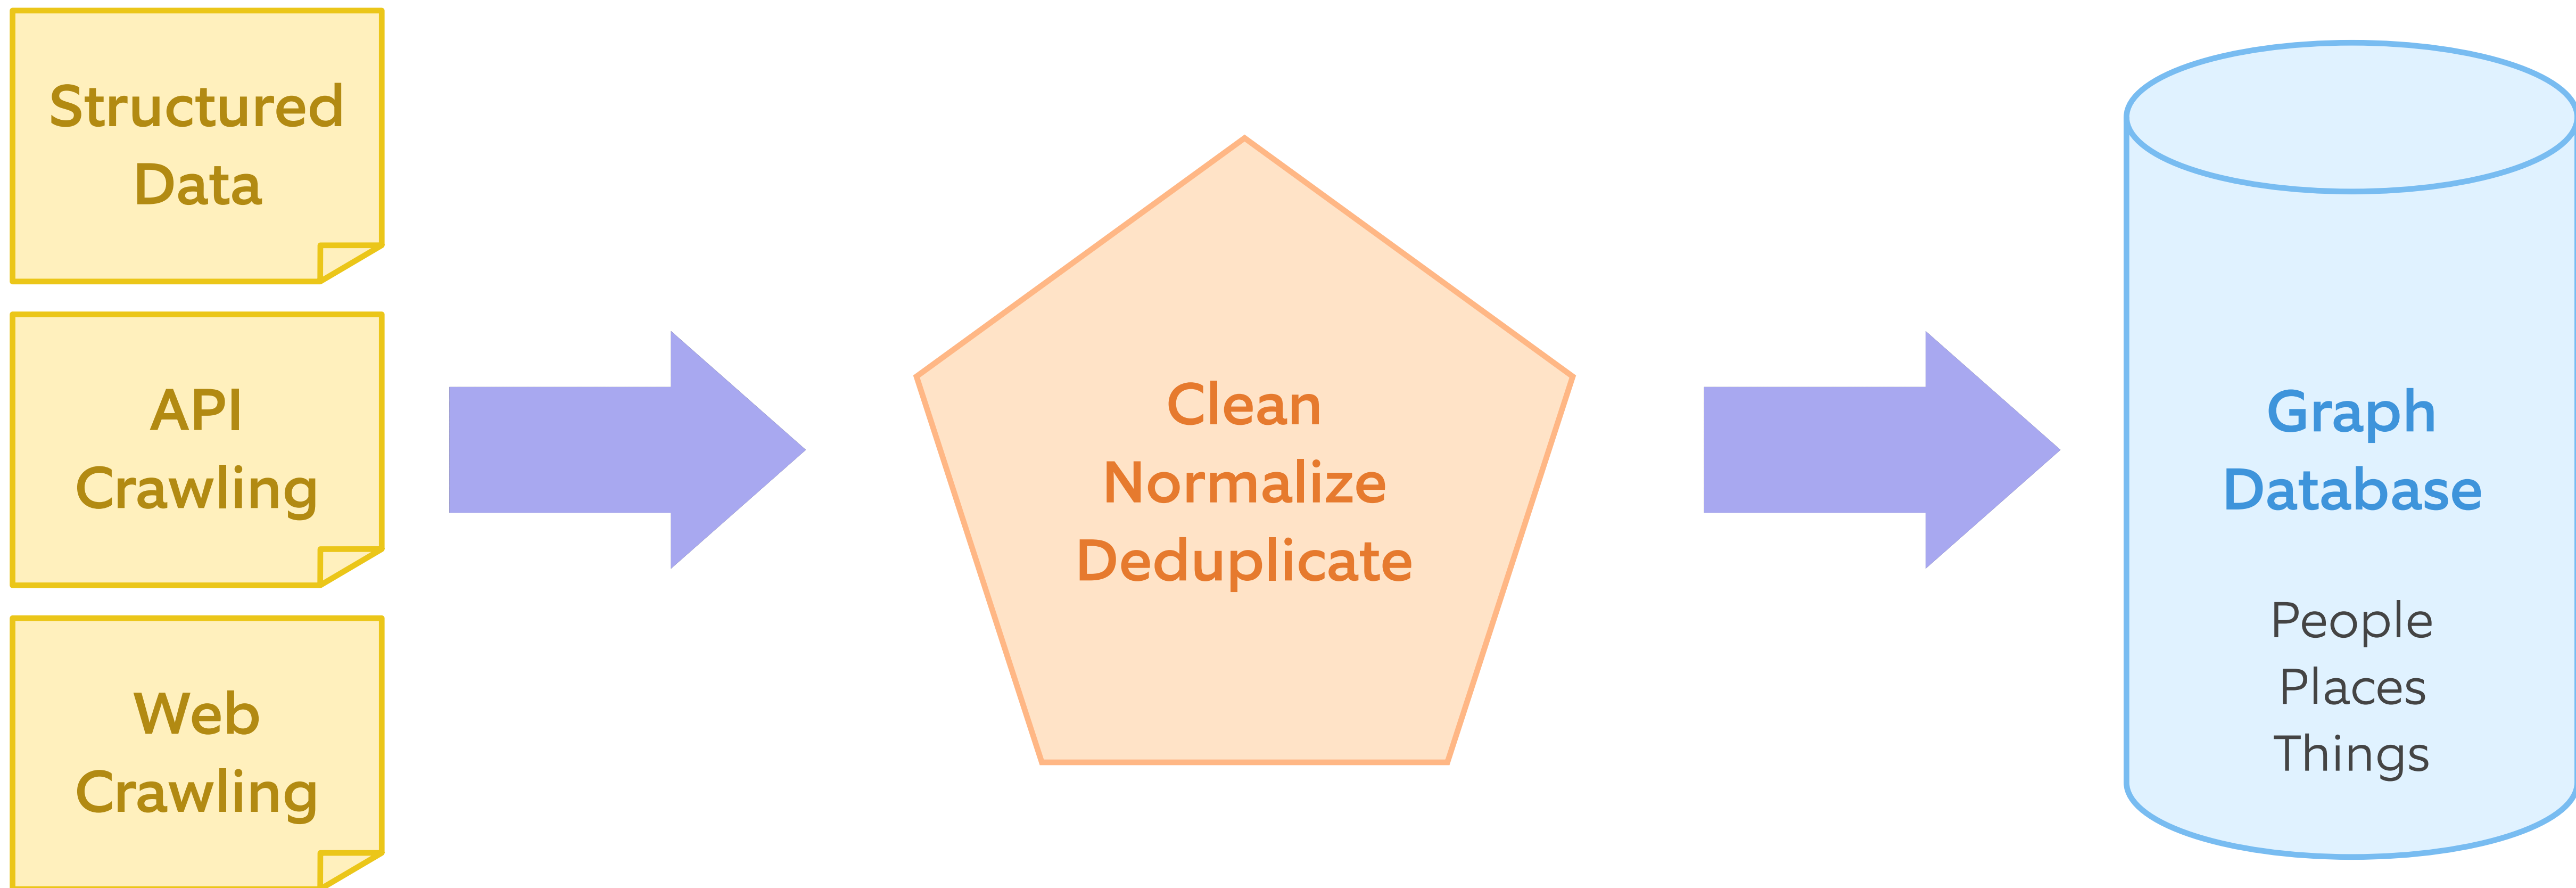 Structured
Data
API
Crawling
Web
Crawling
Clean
Normalize
Deduplicate
Graph
Database
People
Places
Things